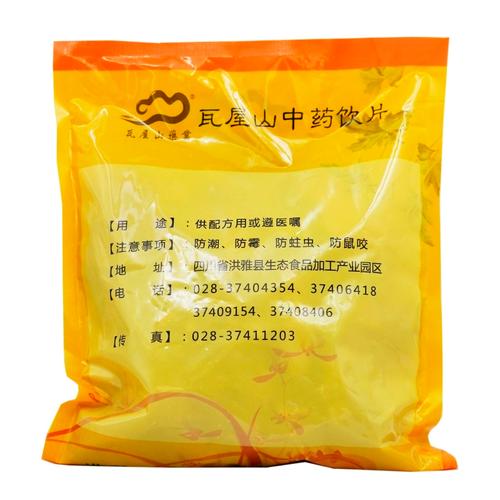 瓦屋山中药饮片
瓦屋山药业
【用 途】:供配方用或遵医嘱
【注意事项】:防潮、防霉、防蛀虫、防鼠咬
【地 址】:四川省洪雅县生态食品加工产业园区
【电 话】:028-37404354、37406418
37409154、37408406
【传 真】:028-37411203